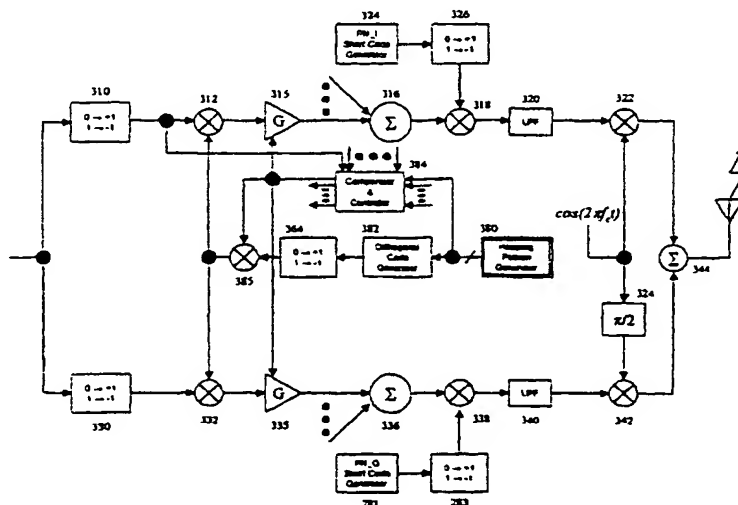 324
326
PN_I
Short Code
Generator
0 → +1
1 → -1
310
312
315
316
318
320
322
0 → +1
1 → -1
G
Σ
LPF
384
Comparator
&
Controller
cos(2πf_c t)
364
382
380
0 → +1
1 → -1
Orthogonal
Code
Generator
Hopping
Pattern
Generator
385
Σ
344
324
π/2
0 → +1
1 → -1
G
Σ
LPF
330
332
335
336
338
340
342
PN_Q
Short Code
Generator
0 → +1
1 → -1
281
283